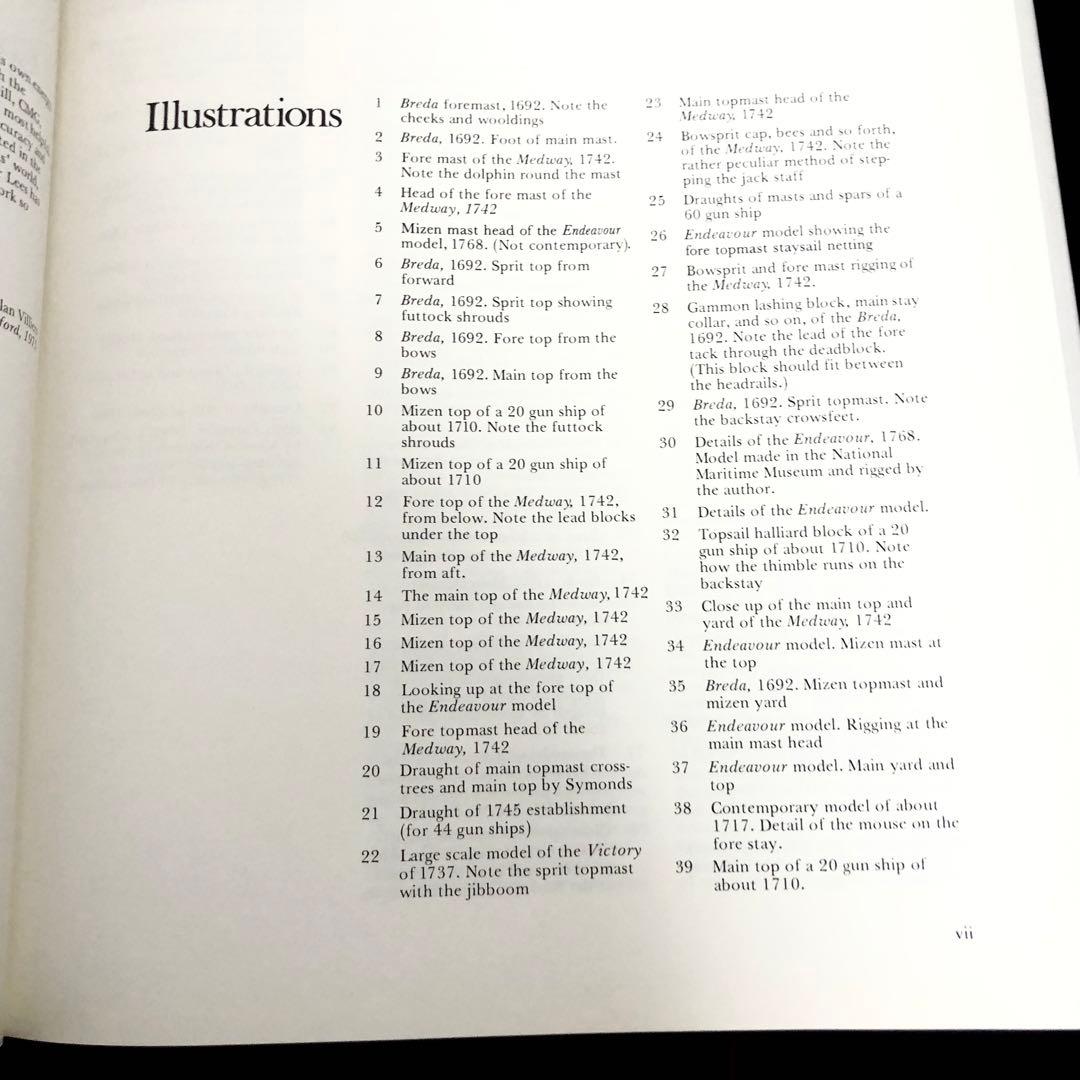 s own energy
h the
ill, CMG,
most helpful
curacy and
ted in the
s' world
r Lees has
ork so
lan Villiers
ford, 197
Illustrations
1 Breda foremast, 1692. Note the
cheeks and wooldings
2 Breda, 1692. Foot of main mast.
3 Fore mast of the Medway, 1742.
Note the dolphin round the mast
4 Head of the fore mast of the
Medway, 1742
5 Mizen mast head of the Endeavour
model, 1768. (Not contemporary).
6 Breda, 1692. Sprit top from
forward
7 Breda, 1692. Sprit top showing
futtock shrouds
8 Breda, 1692. Fore top from the
bows
9 Breda, 1692. Main top from the
bows
10 Mizen top of a 20 gun ship of
about 1710. Note the futtock
shrouds
11 Mizen top of a 20 gun ship of
about 1710
12 Fore top of the Medway, 1742,
from below. Note the lead blocks
under the top
13 Main top of the Medway, 1742,
from aft.
14 The main top of the Medway, 1742
15 Mizen top of the Medway, 1742
16 Mizen top of the Medway, 1742
17 Mizen top of the Medway, 1742
18 Looking up at the fore top of
the Endeavour model
19 Fore topmast head of the
Medway, 1742
20 Draught of main topmast cross-
trees and main top by Symonds
21 Draught of 1745 establishment
(for 44 gun ships)
22 Large scale model of the Victory
of 1737. Note the sprit topmast
with the jibboom
23 Main topmast head of the
Medway, 1742
24 Bowsprit cap, bees and so forth,
of the Medway, 1742. Note the
rather peculiar method of step-
ping the jack staff
25 Draughts of masts and spars of a
60 gun ship
26 Endeavour model showing the
fore topmast staysail netting
27 Bowsprit and fore mast rigging of
the Medway, 1742.
28 Gammon lashing block, main stay
collar, and so on, of the Breda,
1692. Note the lead of the fore
tack through the deadblock.
(This block should fit between
the headrails.)
29 Breda, 1692. Sprit topmast. Note
the backstay crowsfeet.
30 Details of the Endeavour, 1768.
Model made in the National
Maritime Museum and rigged by
the author.
31 Details of the Endeavour model.
32 Topsail halliard block of a 20
gun ship of about 1710. Note
how the thimble runs on the
backstay
33 Close up of the main top and
yard of the Medway, 1742
34 Endeavour model. Mizen mast at
the top
35 Breda, 1692. Mizen topmast and
mizen yard
36 Endeavour model. Rigging at the
main mast head
37 Endeavour model. Main yard and
top
38 Contemporary model of about
1717. Detail of the mouse on the
fore stay.
39 Main top of a 20 gun ship of
about 1710.
vii